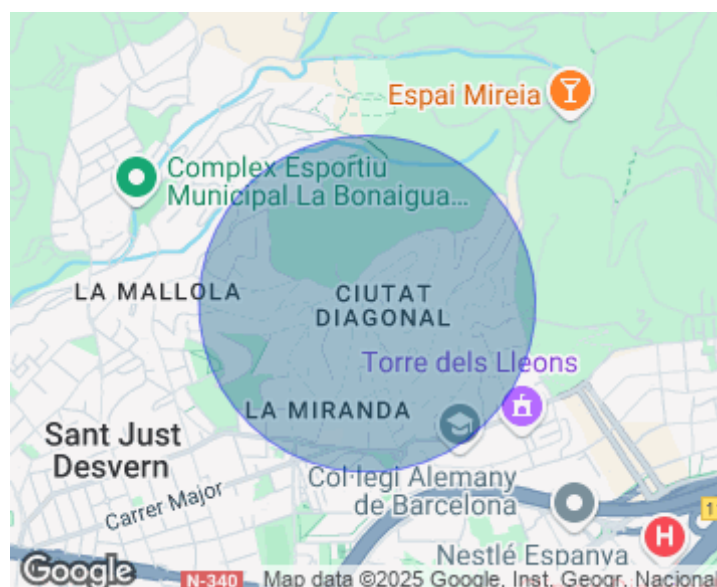 Espai Mireia
Complex Esportiu
Municipal La Bonaigua...
LA MALLOLA
CIUTAT
DIAGONAL
Torre dels Lleons
LA MIRANDA
Sant Just
Desvern
Col·legi Alemany
de Barcelona
Carrer Major
1
H
Nestlé Espanya
Google
N-340
Map data ©2025 Google, Inst. Geogr. Nacional